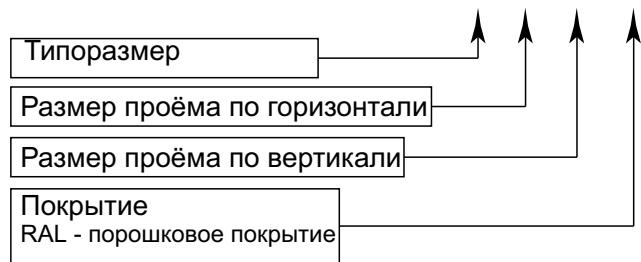 Типоразмер
Размер проёма по горизонтали
Размер проёма по вертикали
Покрытие
RAL - порошковое покрытие